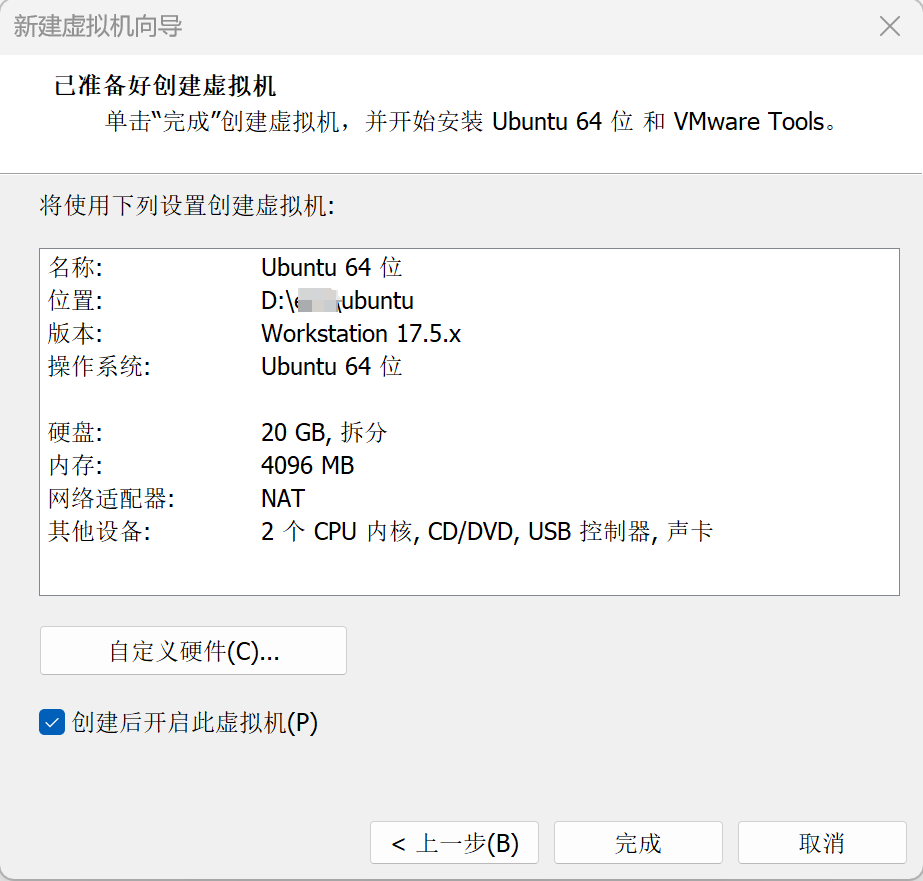 新建虚拟机向导
已准备好创建虚拟机
单击“完成”创建虚拟机，并开始安装 Ubuntu 64 位 和 VMware Tools。
将使用下列设置创建虚拟机:
名称: Ubuntu 64 位
位置: D:\ \ubuntu
版本: Workstation 17.5.x
操作系统: Ubuntu 64 位
硬盘: 20 GB, 拆分
内存: 4096 MB
网络适配器: NAT
其他设备: 2 个 CPU 内核, CD/DVD, USB 控制器, 声卡
自定义硬件(C)...
创建后开启此虚拟机(P)
< 上一步(B) 完成 取消